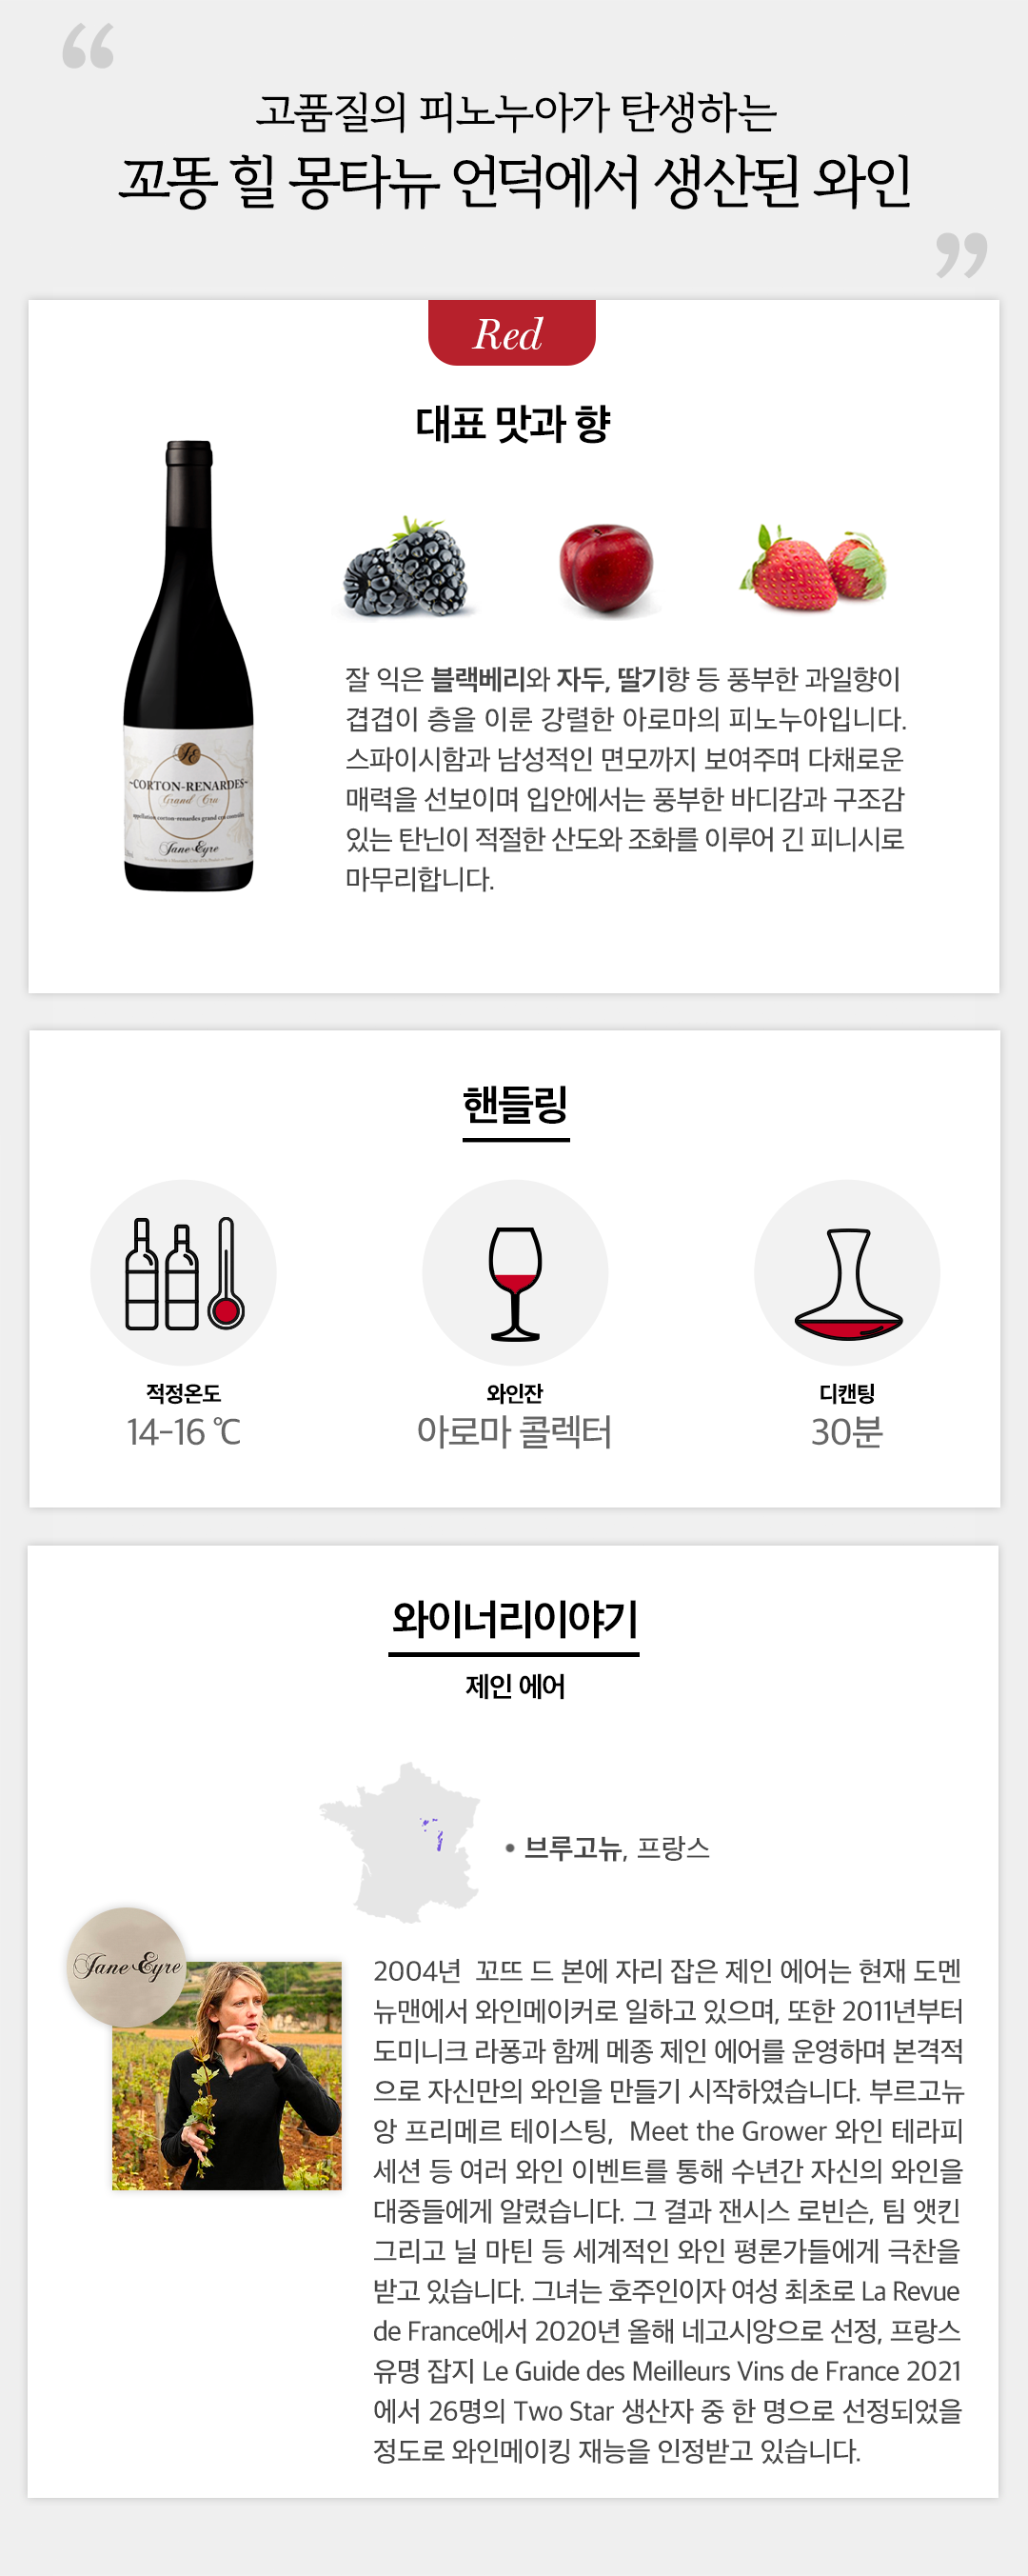 “
고품질의 피노누아가 탄생하는
꼬똥 힐 몽타뉴 언덕에서 생산된 와인
”
Red
대표 맛과 향
JE
~CORTON-RENARDES~
Grand Cru
appellation corton-renardes grand cru contrôlée
Jane Eyre
잘 익은 블랙베리와 자두, 딸기향 등 풍부한 과일향이
겹겹이 층을 이룬 강렬한 아로마의 피노누아입니다.
스파이시함과 남성적인 면모까지 보여주며 다채로운
매력을 선보이며 입안에서는 풍부한 바디감과 구조감
있는 탄닌이 적절한 산도와 조화를 이루어 긴 피니시로
마무리합니다.
핸들링
적정온도
14-16 ℃
와인잔
아로마 콜렉터
디캔팅
30분
와이너리이야기
제인 에어
• 브루고뉴, 프랑스
Jane Eyre
2004년 꼬뜨 드 본에 자리 잡은 제인 에어는 현재 도멘
뉴맨에서 와인메이커로 일하고 있으며, 또한 2011년부터
도미니크 라퐁과 함께 메종 제인 에어를 운영하며 본격적
으로 자신만의 와인을 만들기 시작하였습니다. 부르고뉴
앙 프리메르 테이스팅, Meet the Grower 와인 테라피
세션 등 여러 와인 이벤트를 통해 수년간 자신의 와인을
대중들에게 알렸습니다. 그 결과 잰시스 로빈슨, 팀 앳킨
그리고 닐 마틴 등 세계적인 와인 평론가들에게 극찬을
받고 있습니다. 그녀는 호주인이자 여성 최초로 La Revue
de France에서 2020년 올해 네고시앙으로 선정, 프랑스
유명 잡지 Le Guide des Meilleurs Vins de France 2021
에서 26명의 Two Star 생산자 중 한 명으로 선정되었을
정도로 와인메이킹 재능을 인정받고 있습니다.